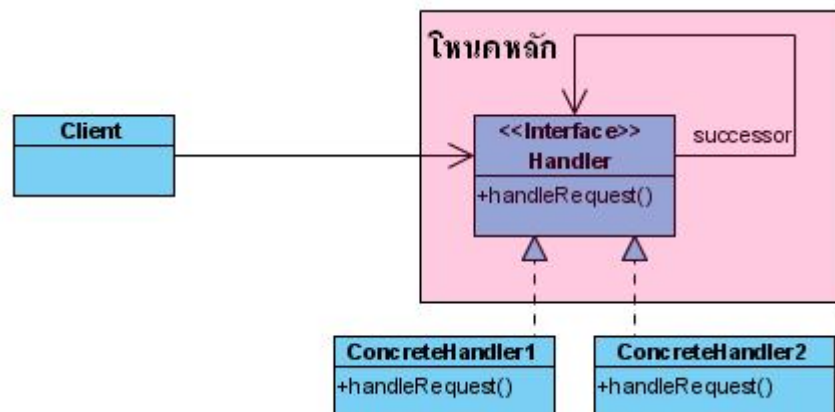 โหนดหลัก
Client
<<Interface>>
Handler
+handleRequest()
successor
ConcreteHandler1
+handleRequest()
ConcreteHandler2
+handleRequest()